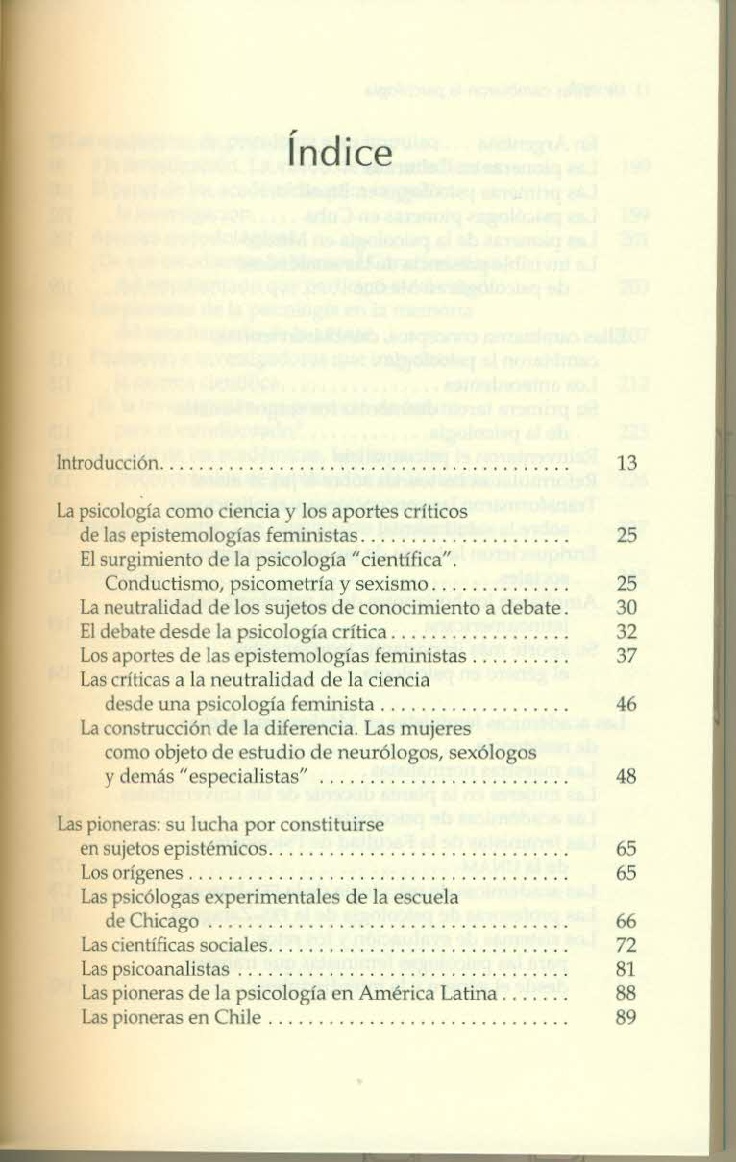 Índice
Introducción. . . . . . . . . . . . . . . . . . . . . . . . . . . . . . . . . . 13
La psicología como ciencia y los aportes críticos
de las epistemologías feministas. . . . . . . . . . . . . . . . . . 25
El surgimiento de la psicología "científica".
Conductismo, psicometría y sexismo. . . . . . . . . . . . . . 25
La neutralidad de los sujetos de conocimiento a debate. 30
El debate desde la psicología crítica . . . . . . . . . . . . . . . 32
Los aportes de las epistemologías feministas . . . . . . . . . 37
Las críticas a la neutralidad de la ciencia
desde una psicología feminista . . . . . . . . . . . . . . . . . . 46
La construcción de la diferencia. Las mujeres
como objeto de estudio de neurólogos, sexólogos
y demás "especialistas" . . . . . . . . . . . . . . . . . . . . . 48
Las pioneras: su lucha por constituirse
en sujetos epistémicos. . . . . . . . . . . . . . . . . . . . . . . . . 65
Los orígenes . . . . . . . . . . . . . . . . . . . . . . . . . . . . . . . . 65
Las psicólogas experimentales de la escuela
de Chicago . . . . . . . . . . . . . . . . . . . . . . . . . . . . . . 66
Las científicas sociales. . . . . . . . . . . . . . . . . . . . . . . . . 72
Las psicoanalistas . . . . . . . . . . . . . . . . . . . . . . . . . . . . 81
Las pioneras de la psicología en América Latina . . . . . . 88
Las pioneras en Chile . . . . . . . . . . . . . . . . . . . . . . . . . 89